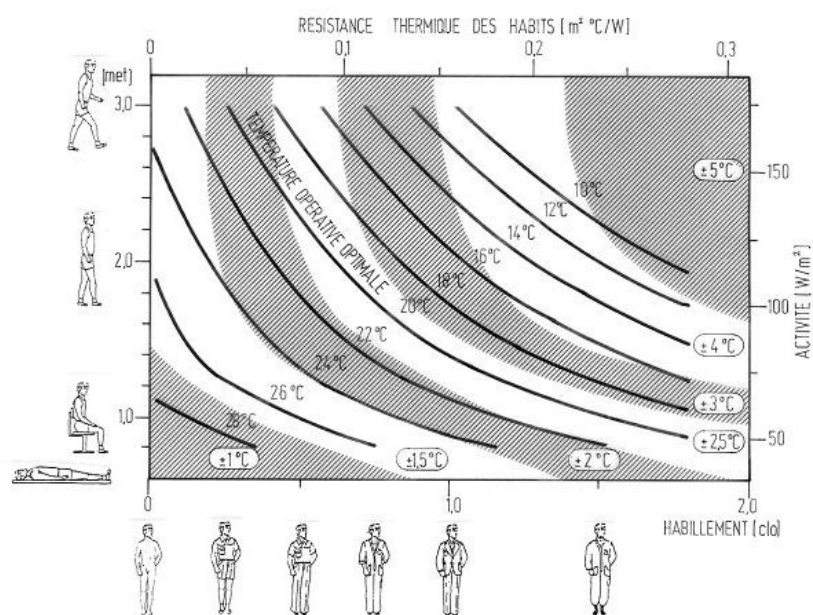 RESISTANCE THERMIQUE DES HABITS [m² °C/W]
0 0,1 0,2 0,3
[met]
3,0
2,0
1,0
TEMPERATURE OPERATIVE OPTIMALE
10°C
12°C
14°C
16°C
18°C
20°C
22°C
24°C
26°C
28°C
±5°C
±4°C
±3°C
±2,5°C
±1°C ±1,5°C ±2°C
150
100
50
ACTIVITE [W/m²]
0 1,0 2,0
HABILLEMENT [clo]